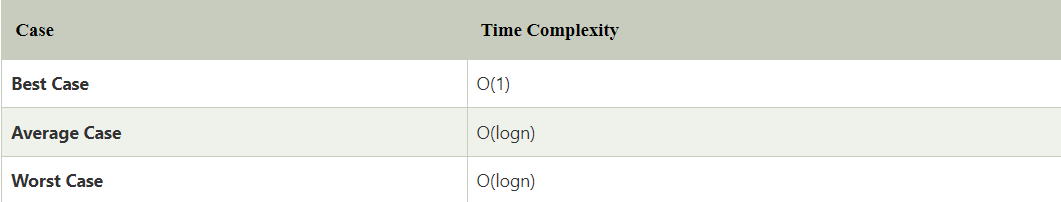 Case Time Complexity
Best Case O(1)
Average Case O(logn)
Worst Case O(logn)